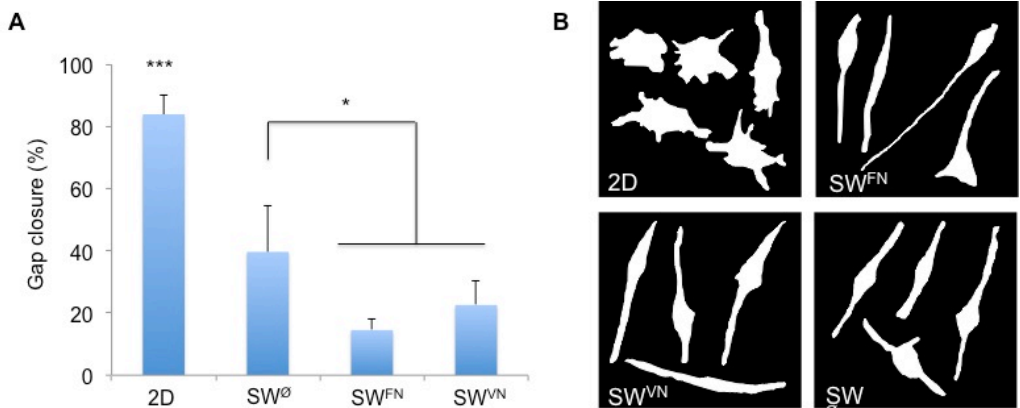 A
B
Gap closure (%)
100
80
60
40
20
0
***
*
2D
SWØ
SWFN
SWVN
2D
SWFN
SWVN
SW